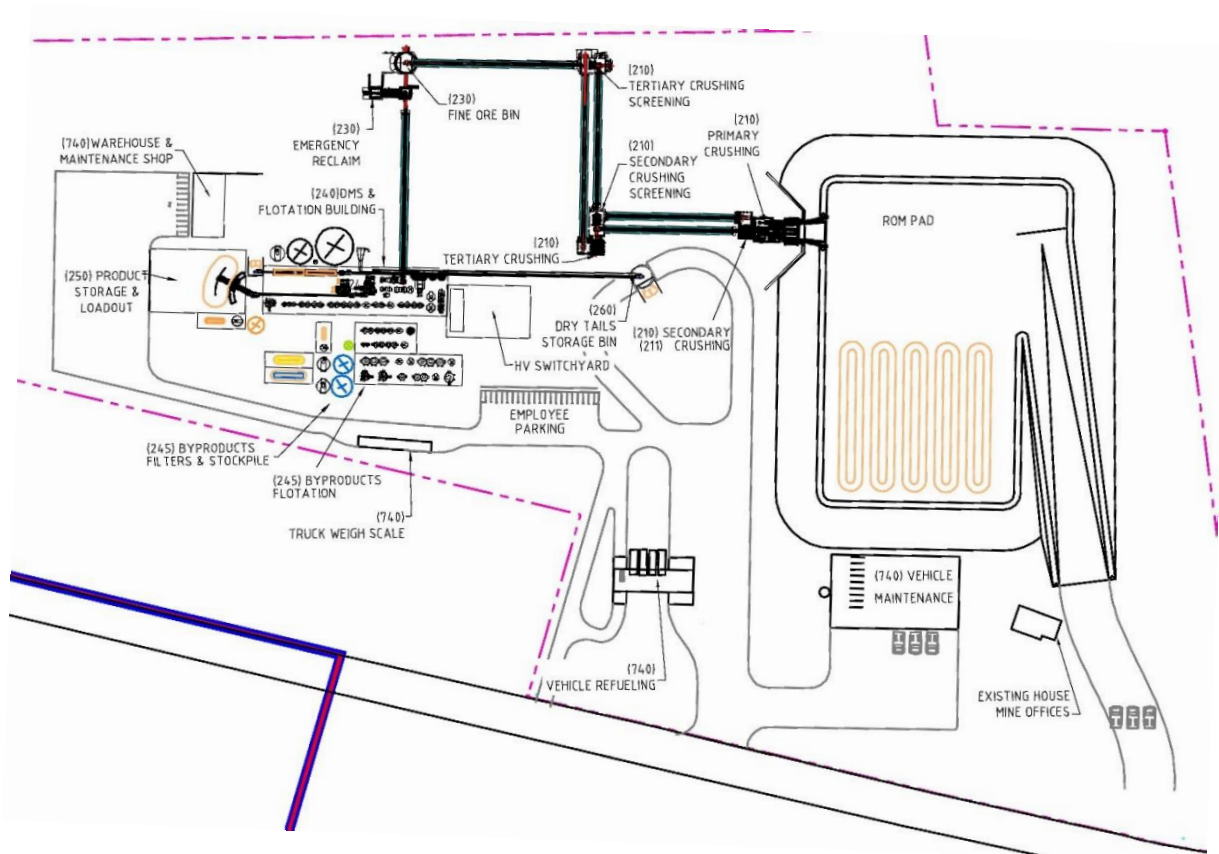 (210)
TERTIARY CRUSHING
SCREENING
(230)
FINE ORE BIN
(230)
EMERGENCY
RECLAIM
(210)
PRIMARY
CRUSHING
(740)WAREHOUSE &
MAINTENANCE SHOP
(210)
SECONDARY
CRUSHING
SCREENING
(240)DMS &
FLOTATION BUILDING
ROM PAD
(210)
TERTIARY CRUSHING
(250) PRODUCT
STORAGE &
LOADOUT
(260)
DRY TAILS
STORAGE BIN
(210) SECONDARY
(211) CRUSHING
HV SWITCHYARD
EMPLOYEE
PARKING
(245) BYPRODUCTS
FILTERS & STOCKPILE
(245) BYPRODUCTS
FLOTATION
(740)
TRUCK WEIGH SCALE
(740) VEHICLE
MAINTENANCE
(740)
VEHICLE REFUELING
EXISTING HOUSE
MINE OFFICES